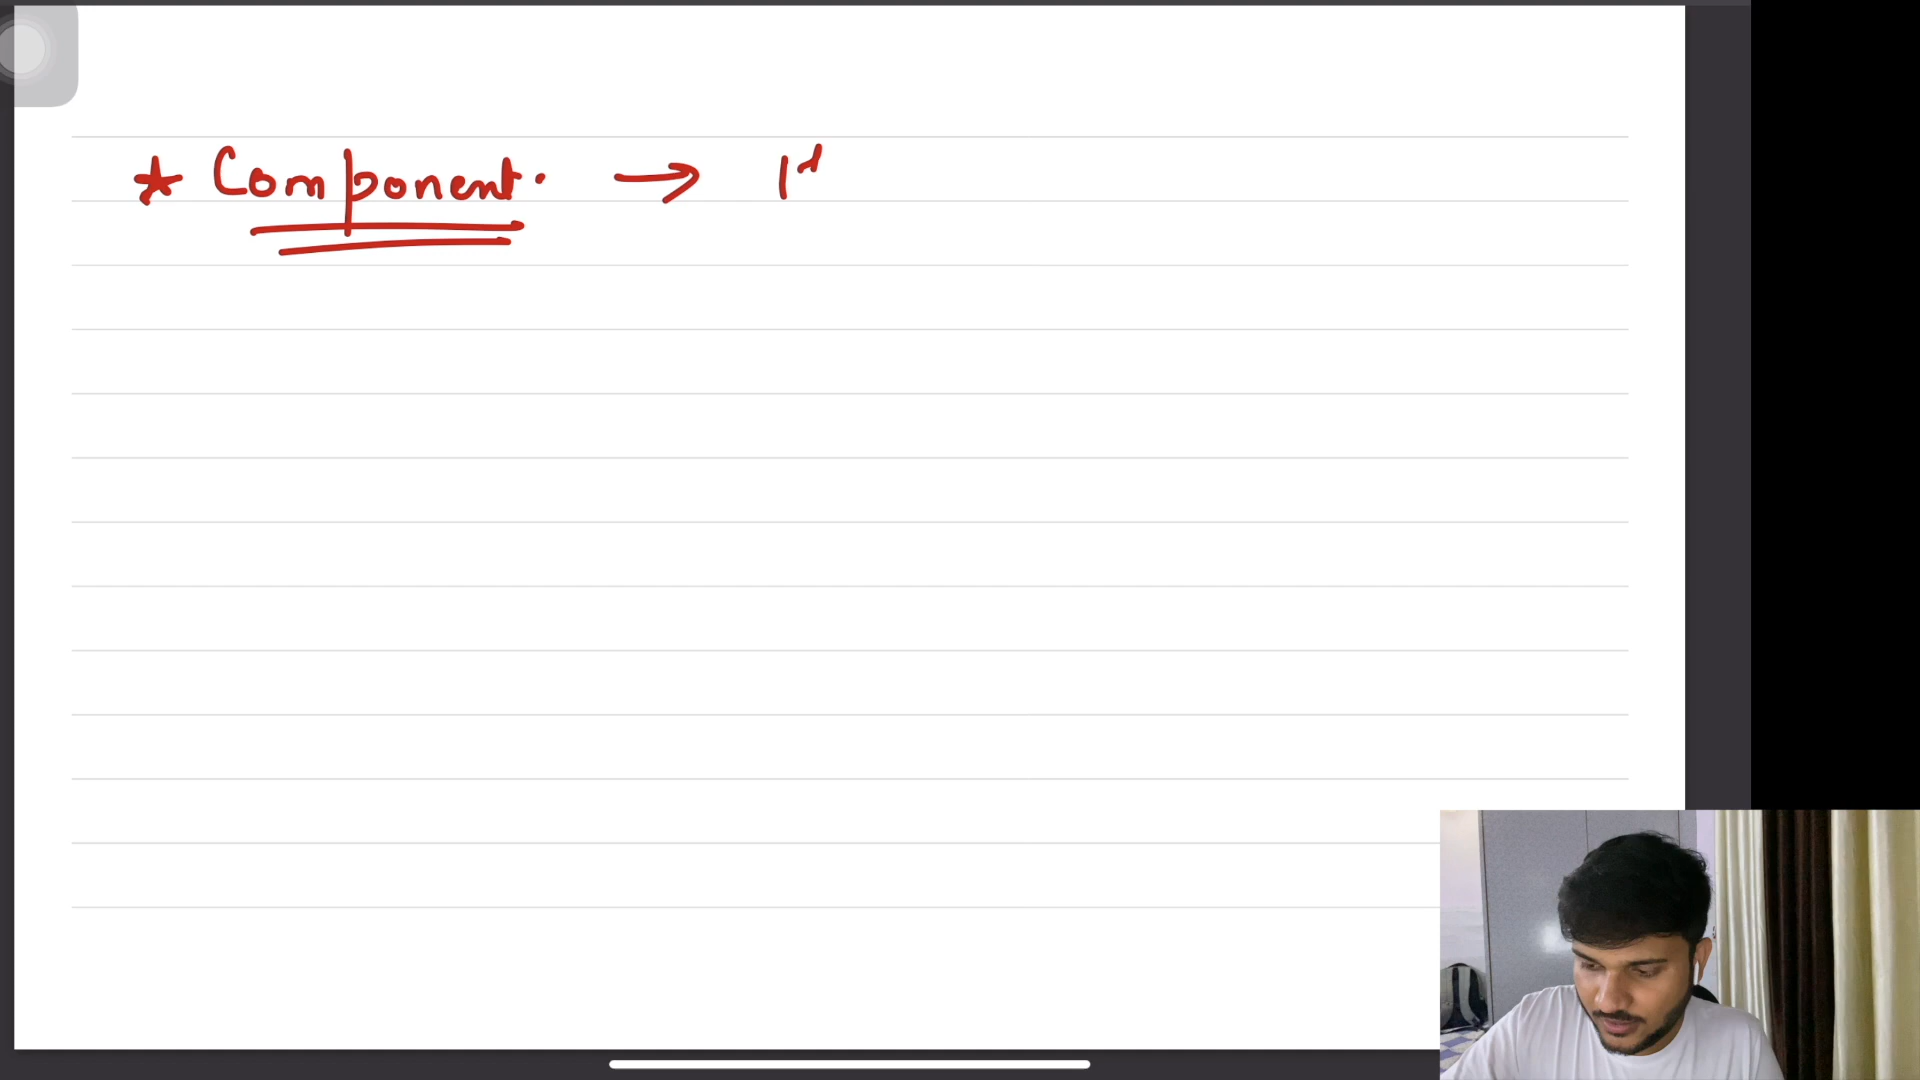 ★ Component. →